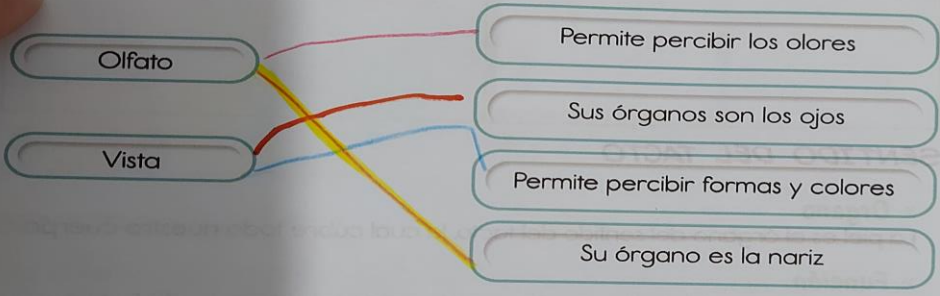 Olfato
Vista
Permite percibir los olores
Sus órganos son los ojos
Permite percibir formas y colores
Su órgano es la nariz